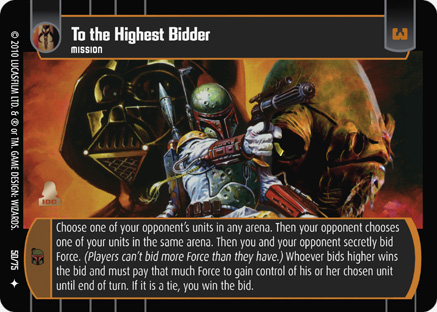 To the Highest Bidder
MISSION
3
© 2010 LUCASFILM LTD. & ® or TM. GAME DESIGN: WIZARDS.
50/75
IDC
Choose one of your opponent's units in any arena. Then your opponent chooses
one of your units in the same arena. Then you and your opponent secretly bid
Force. (Players can't bid more Force than they have.) Whoever bids higher wins
the bid and must pay that much Force to gain control of his or her chosen unit
until end of turn. If it is a tie, you win the bid.